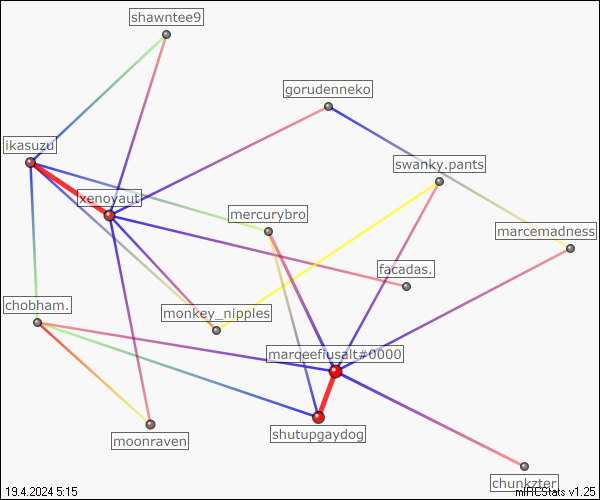 shawntee9
gorudenneko
ikasuzu
swanky.pants
xenoyaut
mercurybro
marcemadness
facadas.
chobham.
monkey_nipples
marqeefiusalt#0000
shutupgaydog
moonraven
chunkzter
19.4.2024 5:15
mIRCStats v1.25